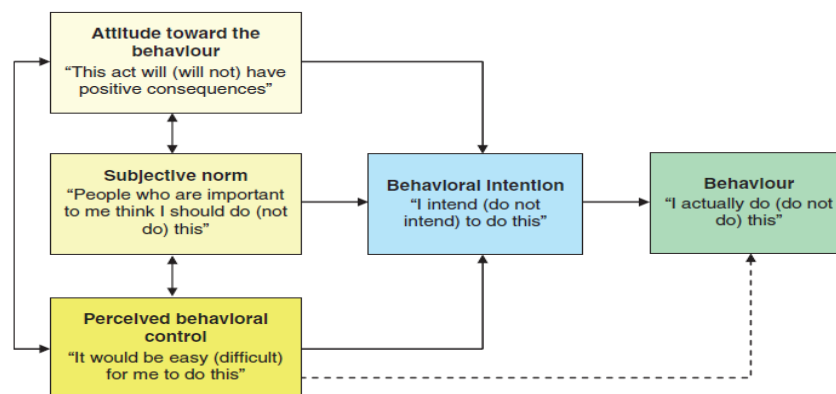 Attitude toward the
behaviour
“This act will (will not) have
positive consequences”
Subjective norm
“People who are important
to me think I should do (not
do) this”
Behavioral Intention
“I intend (do not
intend) to do this”
Behaviour
“I actually do (do not
do) this”
Perceived behavioral
control
“It would be easy (difficult)
for me to do this”